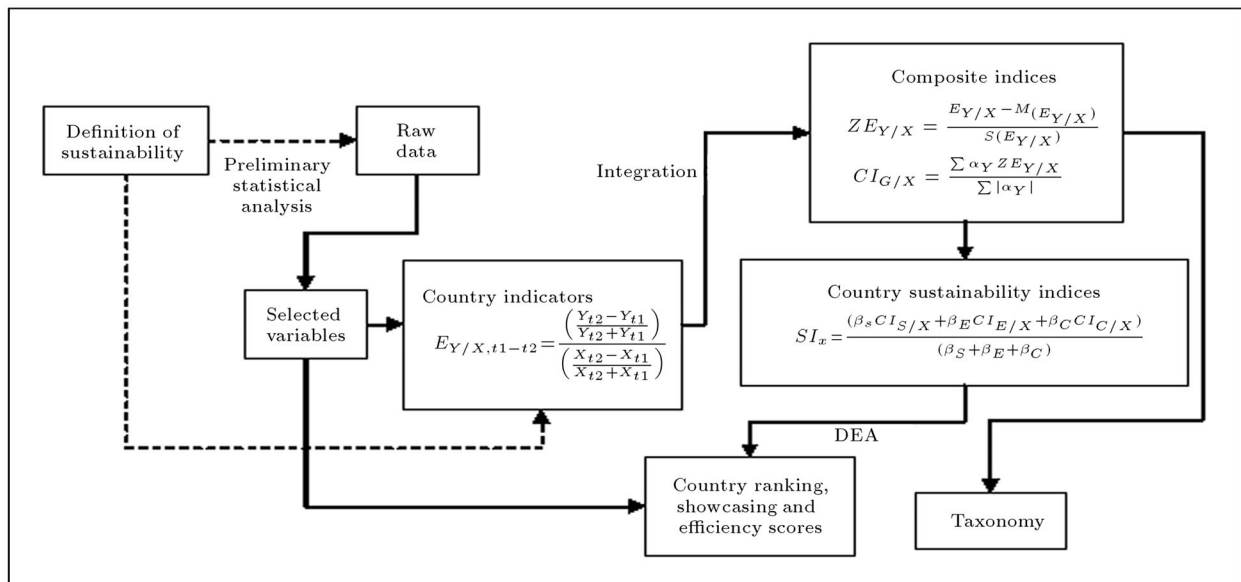 Definition of
sustainability
Preliminary
statistical
analysis
Raw
data
Selected
variables
Country indicators
E_{Y/X,t1-t2} = ((Y_{t2}-Y_{t1})/(Y_{t2}+Y_{t1}))/((X_{t2}-X_{t1})/(X_{t2}+X_{t1}))
Integration
Composite indices
ZE_{Y/X} = (E_{Y/X}-M(E_{Y/X}))/S(E_{Y/X})
CI_{G/X} = (∑ α_Y ZE_{Y/X})/(∑ |α_Y|)
Country sustainability indices
SI_x = (β_s CI_{S/X}+β_E CI_{E/X}+β_C CI_{C/X})/(β_S+β_E+β_C)
DEA
Country ranking,
showcasing and
efficiency scores
Taxonomy